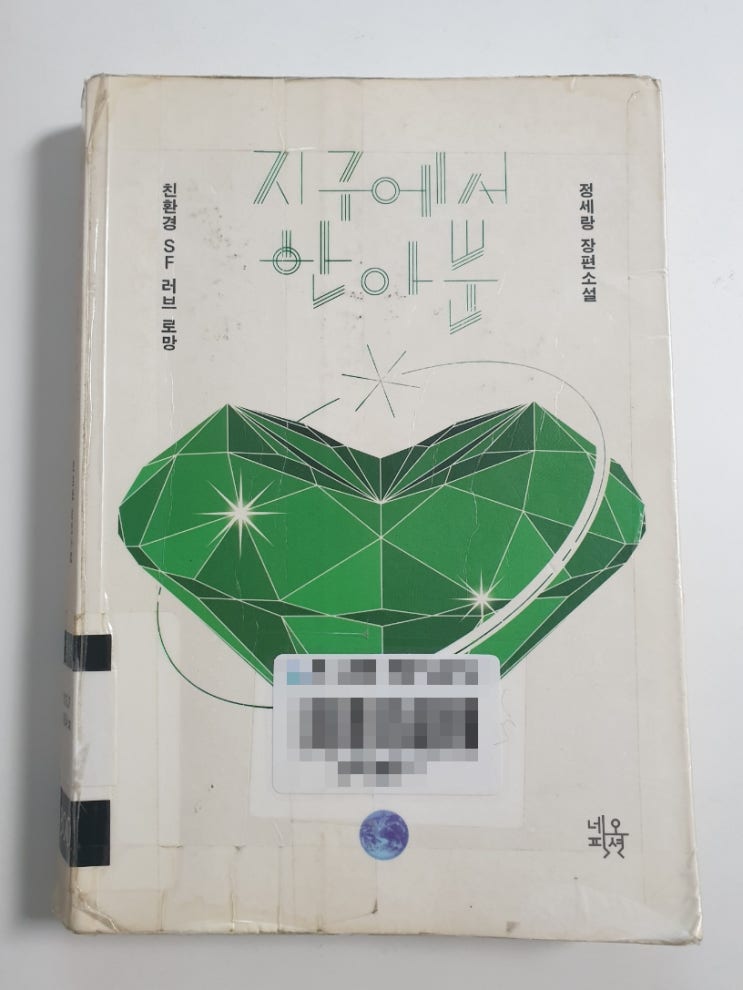 지구에서
한아뿐
친환경 SF 러브 로망
정세랑 장편소설
네오
픽션